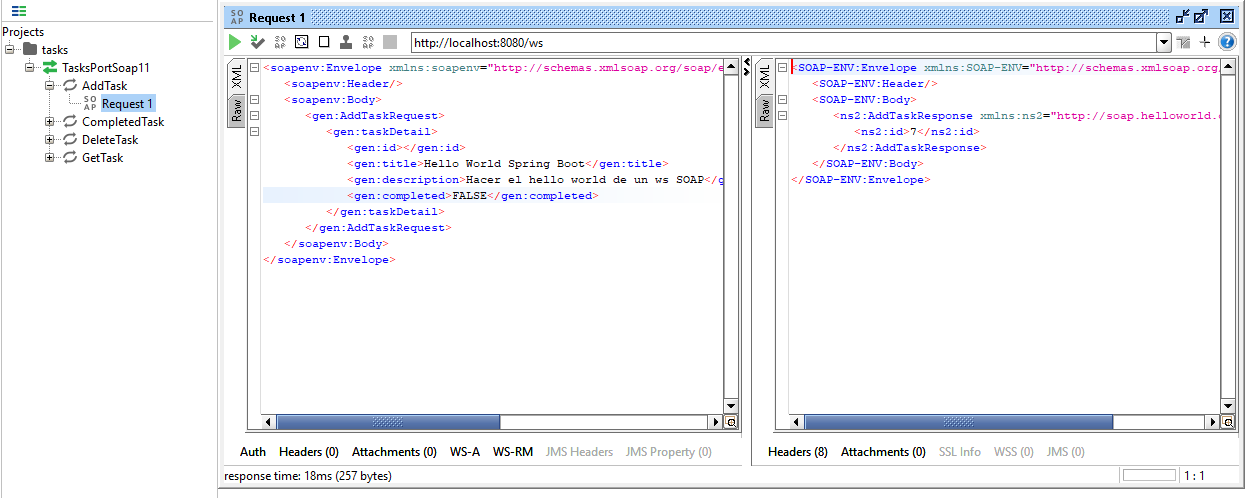 Projects
tasks
TasksPortSoap11
AddTask
SO AP Request 1
CompletedTask
DeleteTask
GetTask
SO AP Request 1
http://localhost:8080/ws
XML
Raw
<soapenv:Envelope xmlns:soapenv="http://schemas.xmlsoap.org/soap/e
<soapenv:Header/>
<soapenv:Body>
<gen:AddTaskRequest>
<gen:taskDetail>
<gen:id></gen:id>
<gen:title>Hello World Spring Boot</gen:title>
<gen:description>Hacer el hello world de un ws SOAP</g
<gen:completed>FALSE</gen:completed>
</gen:taskDetail>
</gen:AddTaskRequest>
</soapenv:Body>
</soapenv:Envelope>
XML
Raw
<SOAP-ENV:Envelope xmlns:SOAP-ENV="http://schemas.xmlsoap.org
<SOAP-ENV:Header/>
<SOAP-ENV:Body>
<ns2:AddTaskResponse xmlns:ns2="http://soap.helloworld.
<ns2:id>7</ns2:id>
</ns2:AddTaskResponse>
</SOAP-ENV:Body>
</SOAP-ENV:Envelope>
Auth Headers (0) Attachments (0) WS-A WS-RM JMS Headers JMS Property (0)
Headers (8) Attachments (0) SSL Info WSS (0) JMS (0)
response time: 18ms (257 bytes)
1 : 1